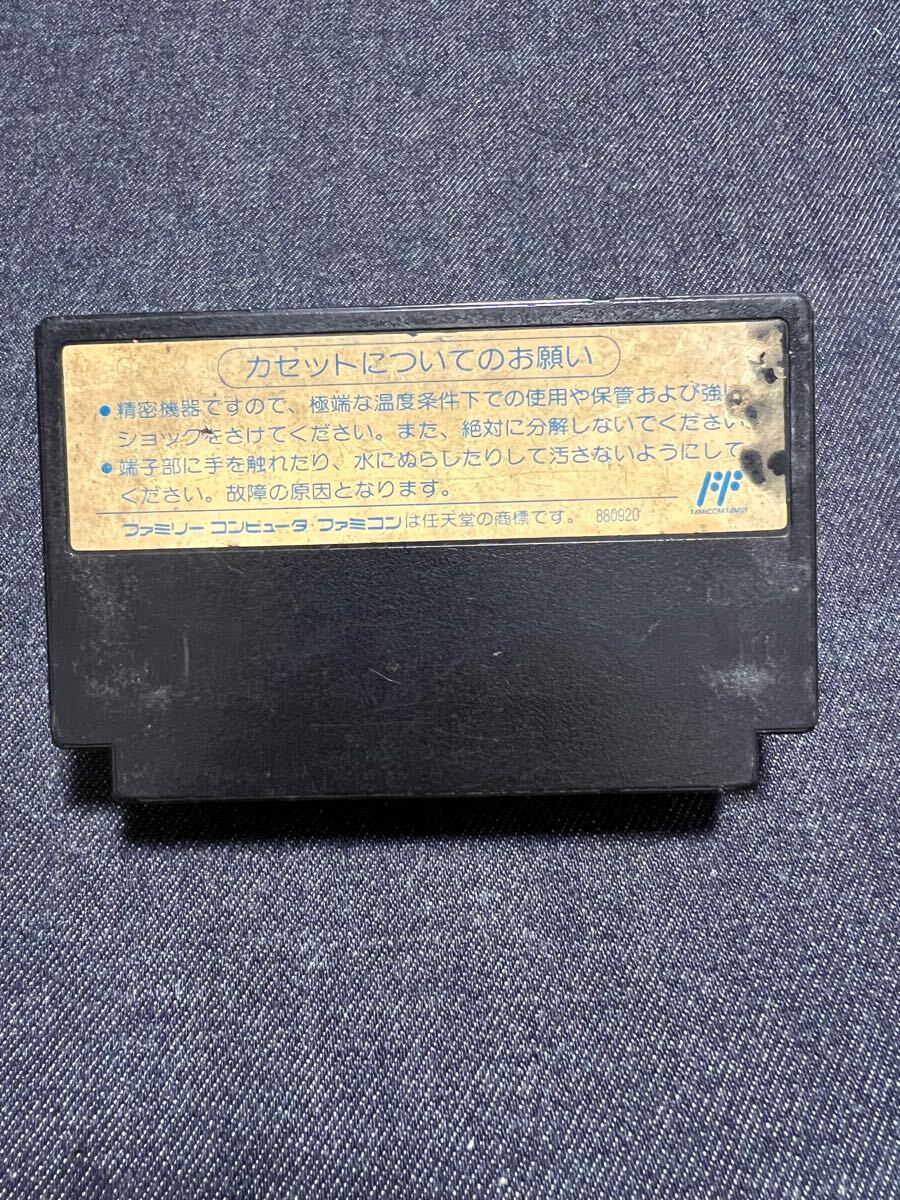 カセットについてのお願い
●精密機器ですので、極端な温度条件下での使用や保管および強い
ショックをさけてください。また、絶対に分解しないでください。
●端子部に手を触れたり、水にぬらしたりして汚さないようにして
ください。故障の原因となります。
ファミリーコンピュータ・ファミコンは任天堂の商標です。 880920
FF
FAMICOM FAMILY